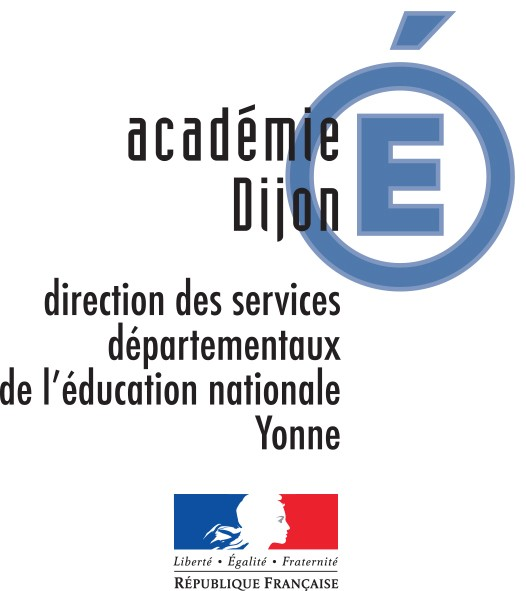 académie
Dijon
É
direction des services
départementaux
de l’éducation nationale
Yonne
Liberté • Égalité • Fraternité
RÉPUBLIQUE FRANÇAISE